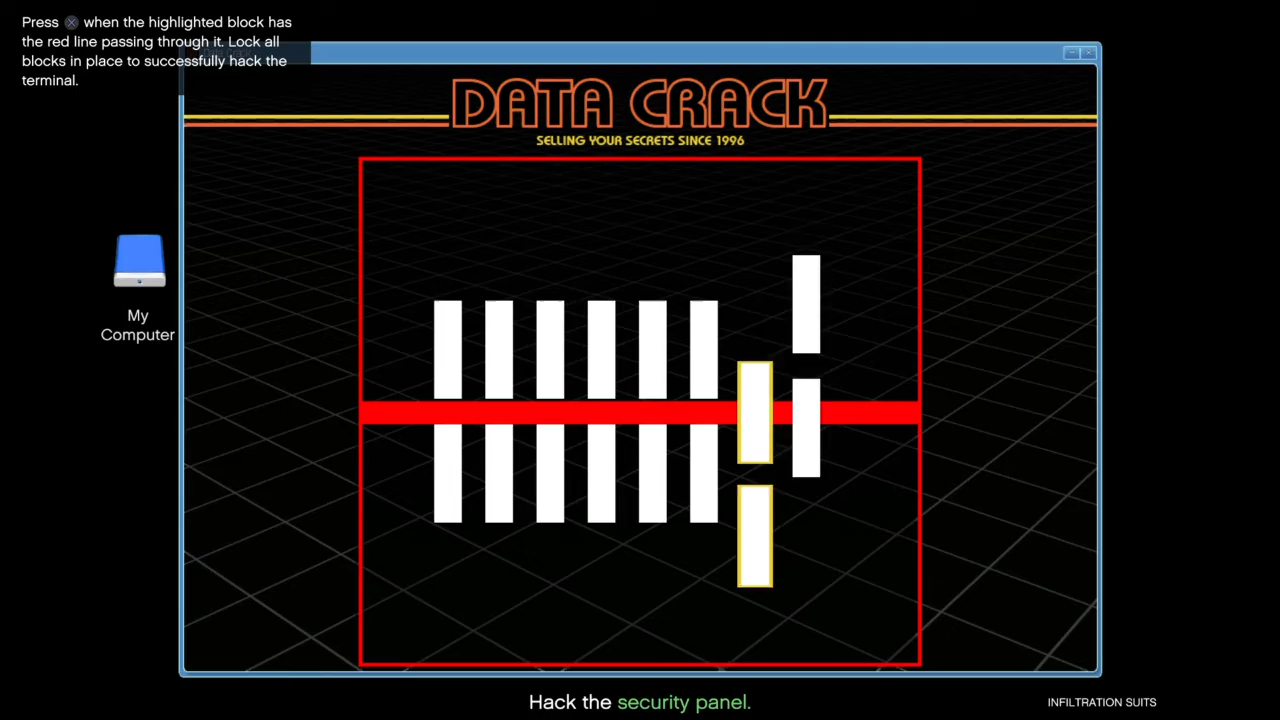 Press ⊗ when the highlighted block has
the red line passing through it. Lock all
blocks in place to successfully hack the
terminal.
DATA CRACK
SELLING YOUR SECRETS SINCE 1996
My
Computer
Hack the security panel.
INFILTRATION SUITS